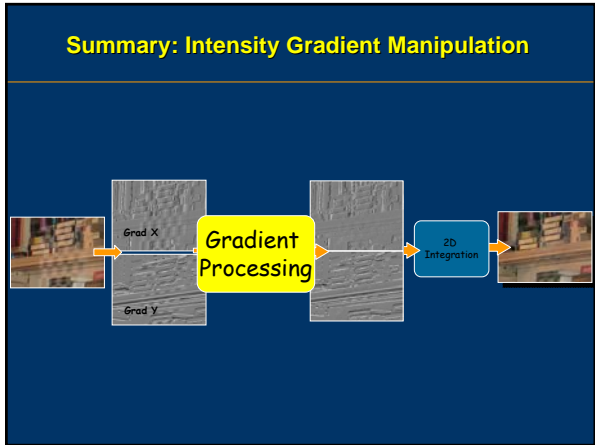 Summary: Intensity Gradient Manipulation
Grad X
Grad Y
Gradient
Processing
2D
Integration